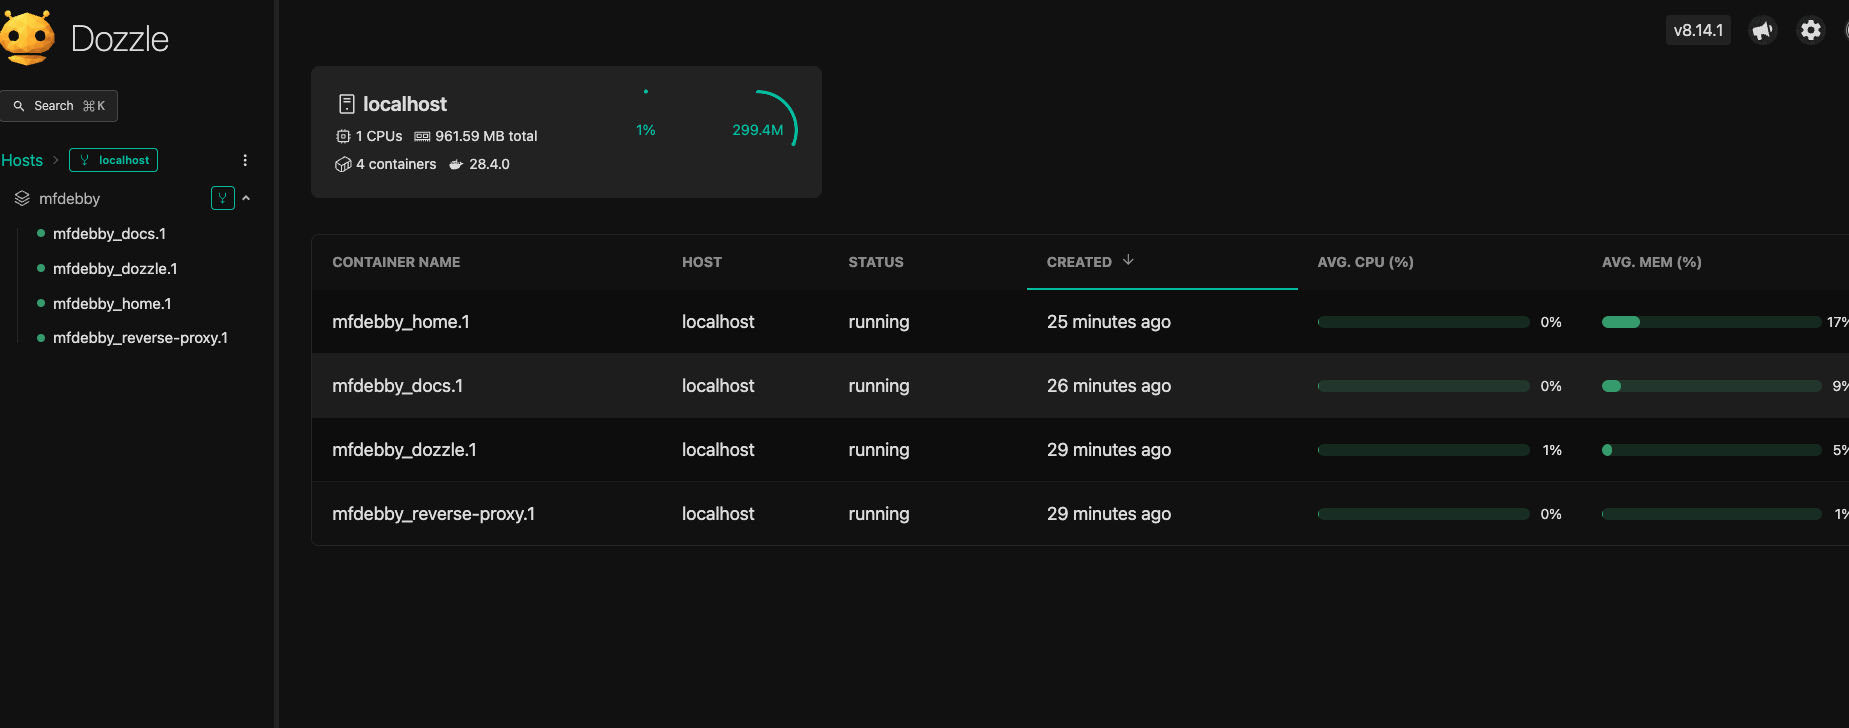 Dozzle
v8.14.1
Search ⌘K
Hosts
localhost
mfdebby
mfdebby_docs.1
mfdebby_dozzle.1
mfdebby_home.1
mfdebby_reverse-proxy.1
localhost
1 CPUs 961.59 MB total
4 containers 28.4.0
1%
299.4M
CONTAINER NAME HOST STATUS CREATED AVG. CPU (%) AVG. MEM (%)
mfdebby_home.1 localhost running 25 minutes ago 0% 17%
mfdebby_docs.1 localhost running 26 minutes ago 0% 9%
mfdebby_dozzle.1 localhost running 29 minutes ago 1% 5%
mfdebby_reverse-proxy.1 localhost running 29 minutes ago 0% 1%